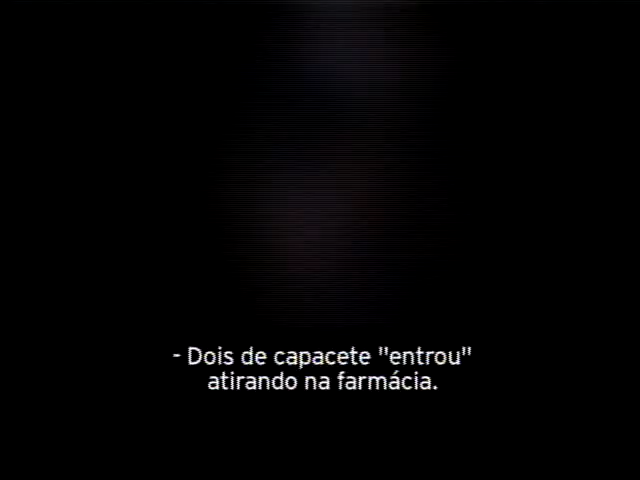 - Dois de capacete "entrou"
atirando na farmácia.